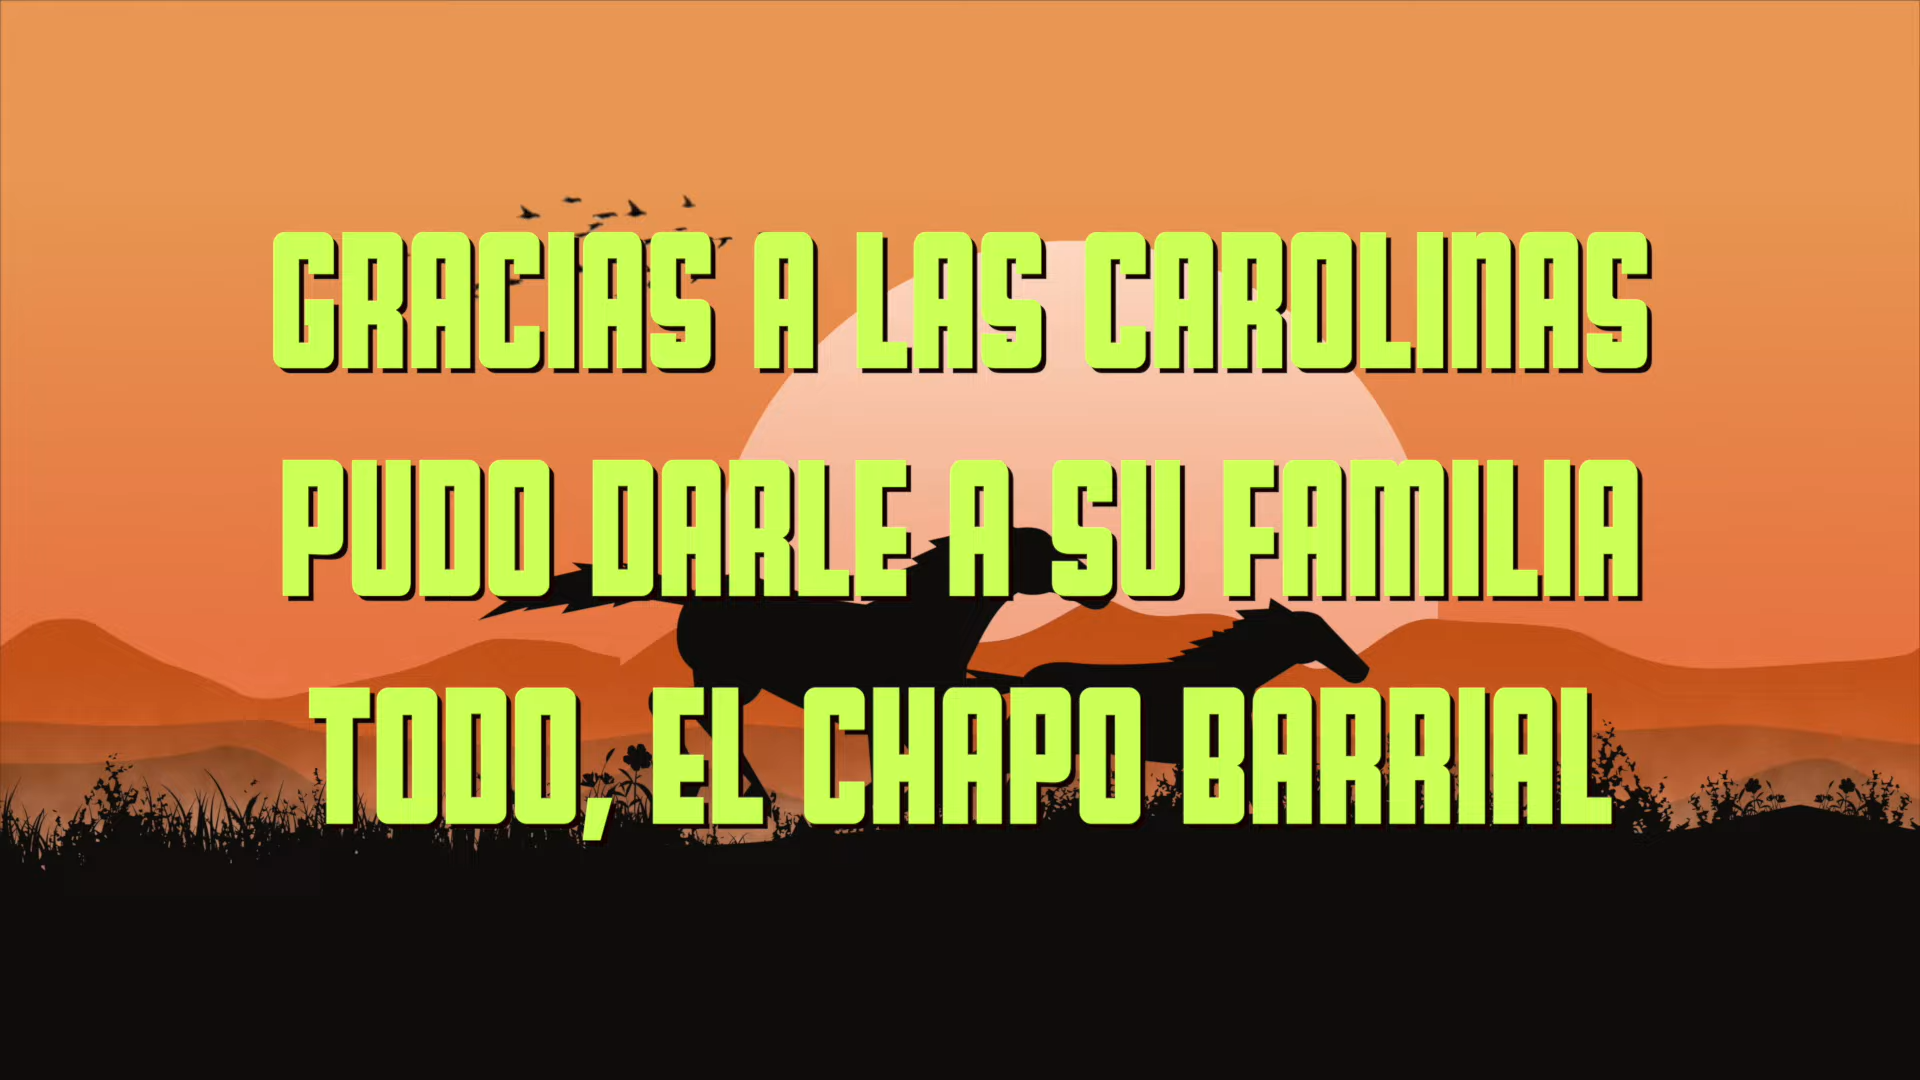 GRACIAS A LAS CAROLINAS
PUDO DARLE A SU FAMILIA
TODO, EL CHAPO BARRIAL